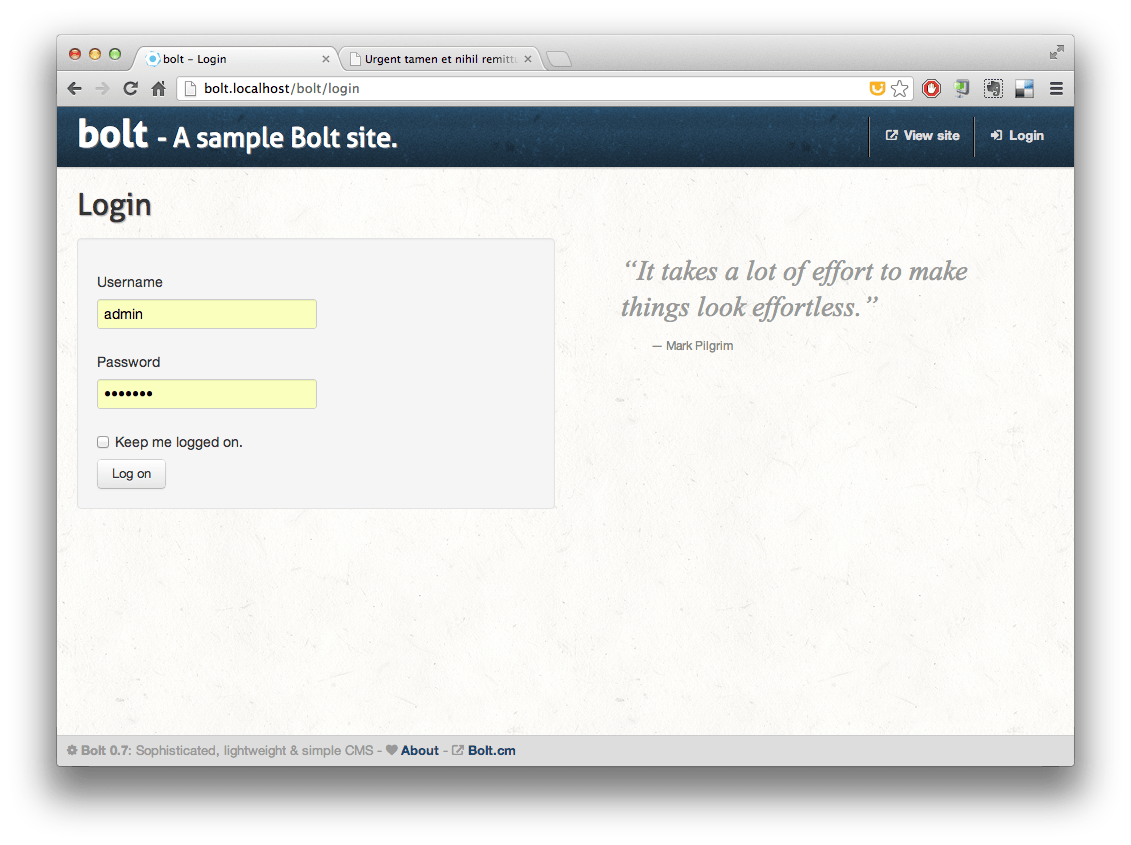 bolt – Login
Urgent tamen et nihil remitt
bolt.localhost/bolt/login
bolt - A sample Bolt site.
View site
Login
Login
Username
admin
Password
•••••••
Keep me logged on.
Log on
“It takes a lot of effort to make
things look effortless.”
— Mark Pilgrim
Bolt 0.7: Sophisticated, lightweight & simple CMS - About - Bolt.cm